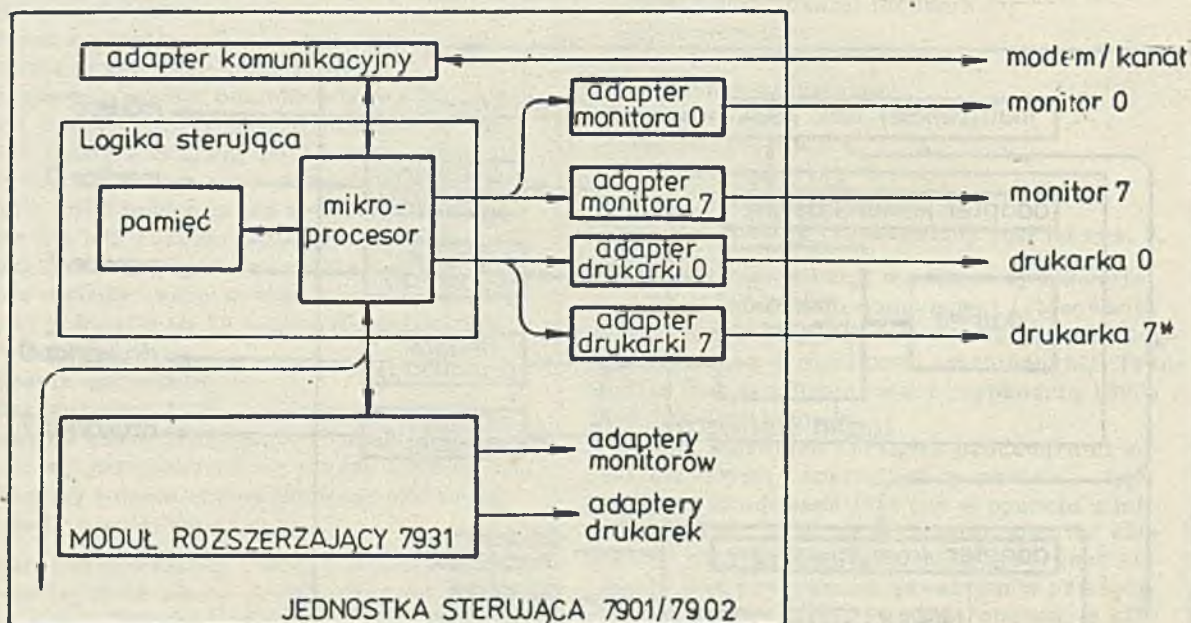 adapter komunikacyjny
modem / kanał
adapter
monitora 0
monitor 0
Logika sterująca
pamięć
mikro-
procesor
adapter
monitora 7
monitor 7
adapter
drukarki 0
drukarka 0
adapter
drukarki 7
drukarka 7*
adaptery
monitorów
adaptery
drukarek
MODUŁ ROZSZERZAJĄCY 7931
JEDNOSTKA STERUJĄCA 7901/7902